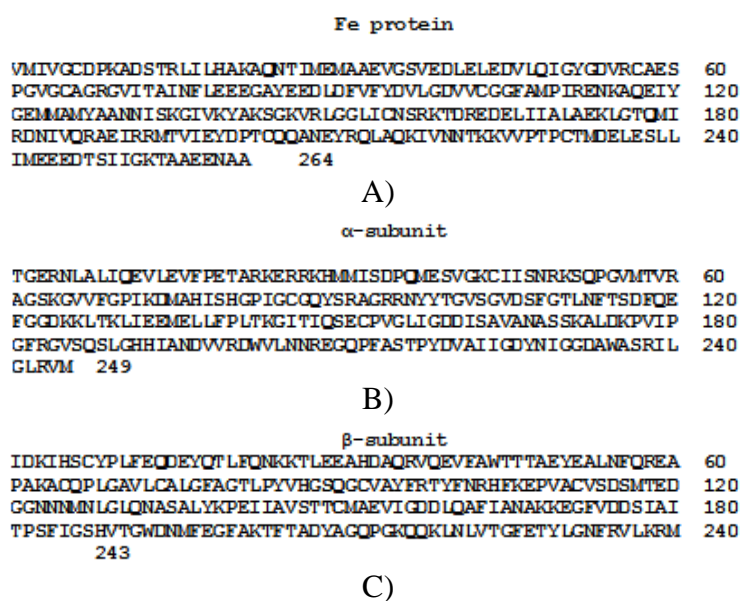 Fe protein
VMIVGCDPKADSTRLILHAKAQNTIMEMAAEVGSVEDLELEDVLQIGYGDVRCAES 60
PGVGCAGRGVITAINFLEEEGAYEEDLDFVFYDVLGDVVCGGFAMPIRENKAQEIY 120
GEMMAMYAANNISKGIVKYAKSGKVRLGGLICNSRKTDREDELIIALAEKLGTQMI 180
RDNIVQRAEIRRMTVIEYDPTCQQANEYRQLAQKIVNNTKKVVPTPCTMDELESLL 240
IMEEEDTSIIGKTAAEENAA 264
A)
α-subunit
TGERNLALIQEVLEVFPETARKERRKHMMISDPQMESVGKCIISNRKSQPGVMTVR 60
AGSKGVVFGPIKDMAHISHGPIGCGQYSRAGRRNYYTGVSGVDSFGTLNFTSDFQE 120
FGGDKKLTKLIEEMELLFPLTKGITIQSECPVGLIGDDISAVANASSKALDKPVIP 180
GFRGVSQSLGHHIANDVVRDWVLNNREGQPFASTPYDVAIIGDYNIGGDAWASRIL 240
GLRVM 249
B)
β-subunit
IDKIHSCYPLFEQDEYQTLFQNKKTLEEAHDAQRVQEVFAWTTTAEYEALNFQREA 60
PAKACQPLGAVLCALGFAGTLPYVHGSQGCVAYFRTYFNRHFKEPVACVSDSMTED 120
GGNNNMNLGLQNASALYKPEIIAVSTTCMAEVIGDDLQAFIANAKKEGFVDDSIAI 180
TPSFIGSHVTGWDNMFEGFAKTFTADYAGQPGKQQKLNLVTGFETYLGNFRVLKRM 240
243
C)